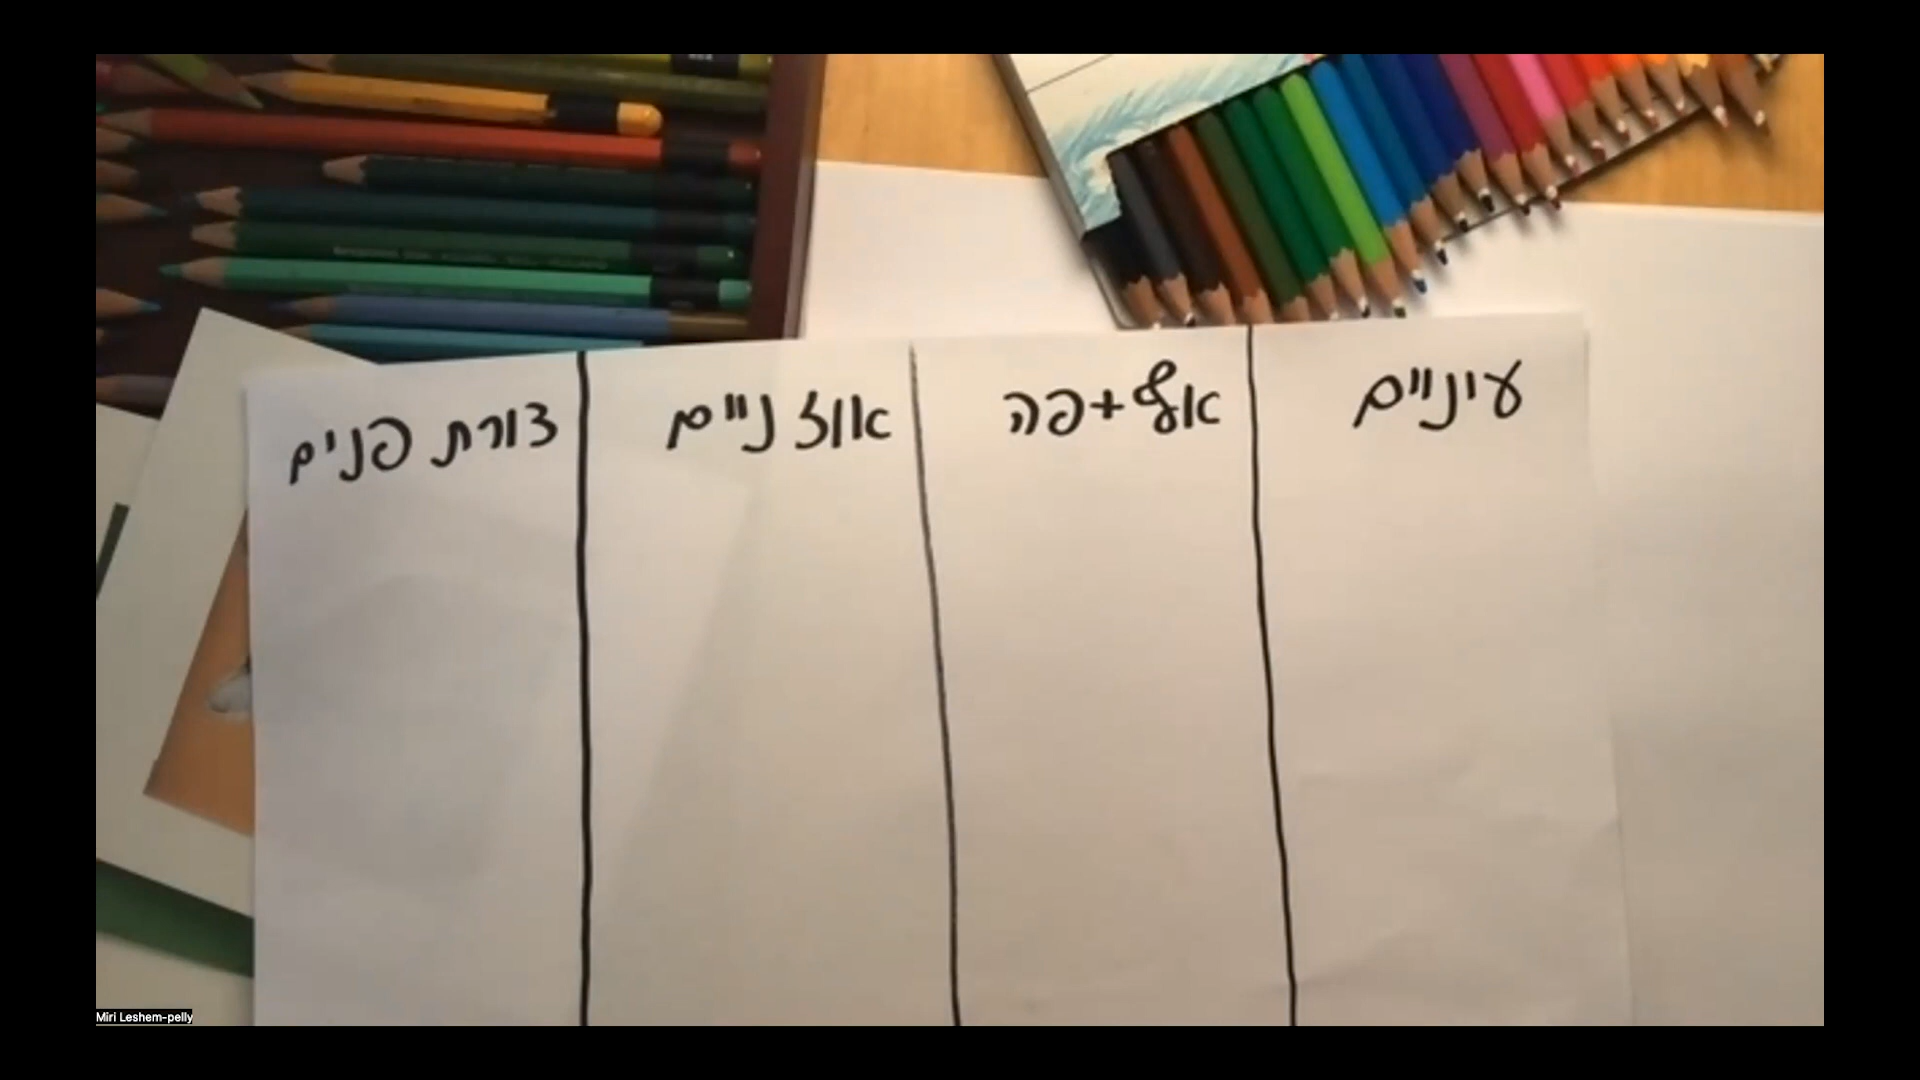 עיניים
אף+פה
אוזניים
צורת פנים
Miri Leshem-pelly